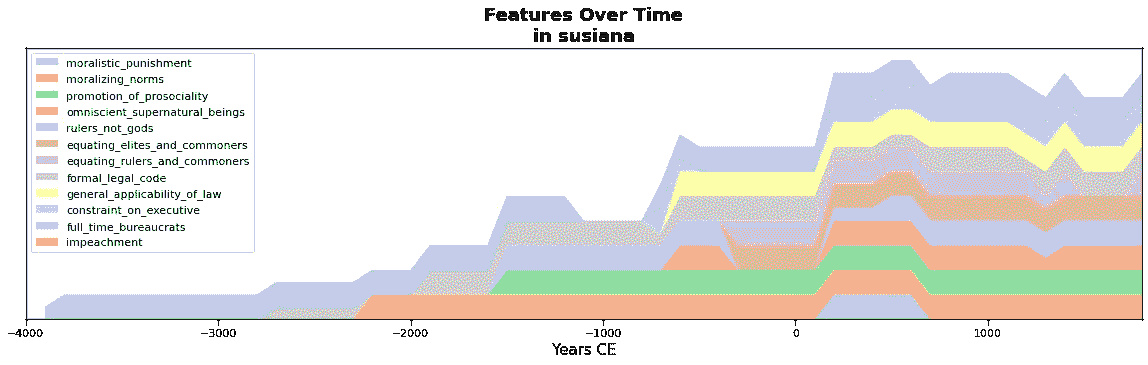 Features Over Time
in susiana
moralistic_punishment
moralizing_norms
promotion_of_prosociality
omniscient_supernatural_beings
rulers_not_gods
equating_elites_and_commoners
equating_rulers_and_commoners
formal_legal_code
general_applicability_of_law
constraint_on_executive
full_time_bureaucrats
impeachment
−4000 −3000 −2000 −1000 0 1000
Years CE